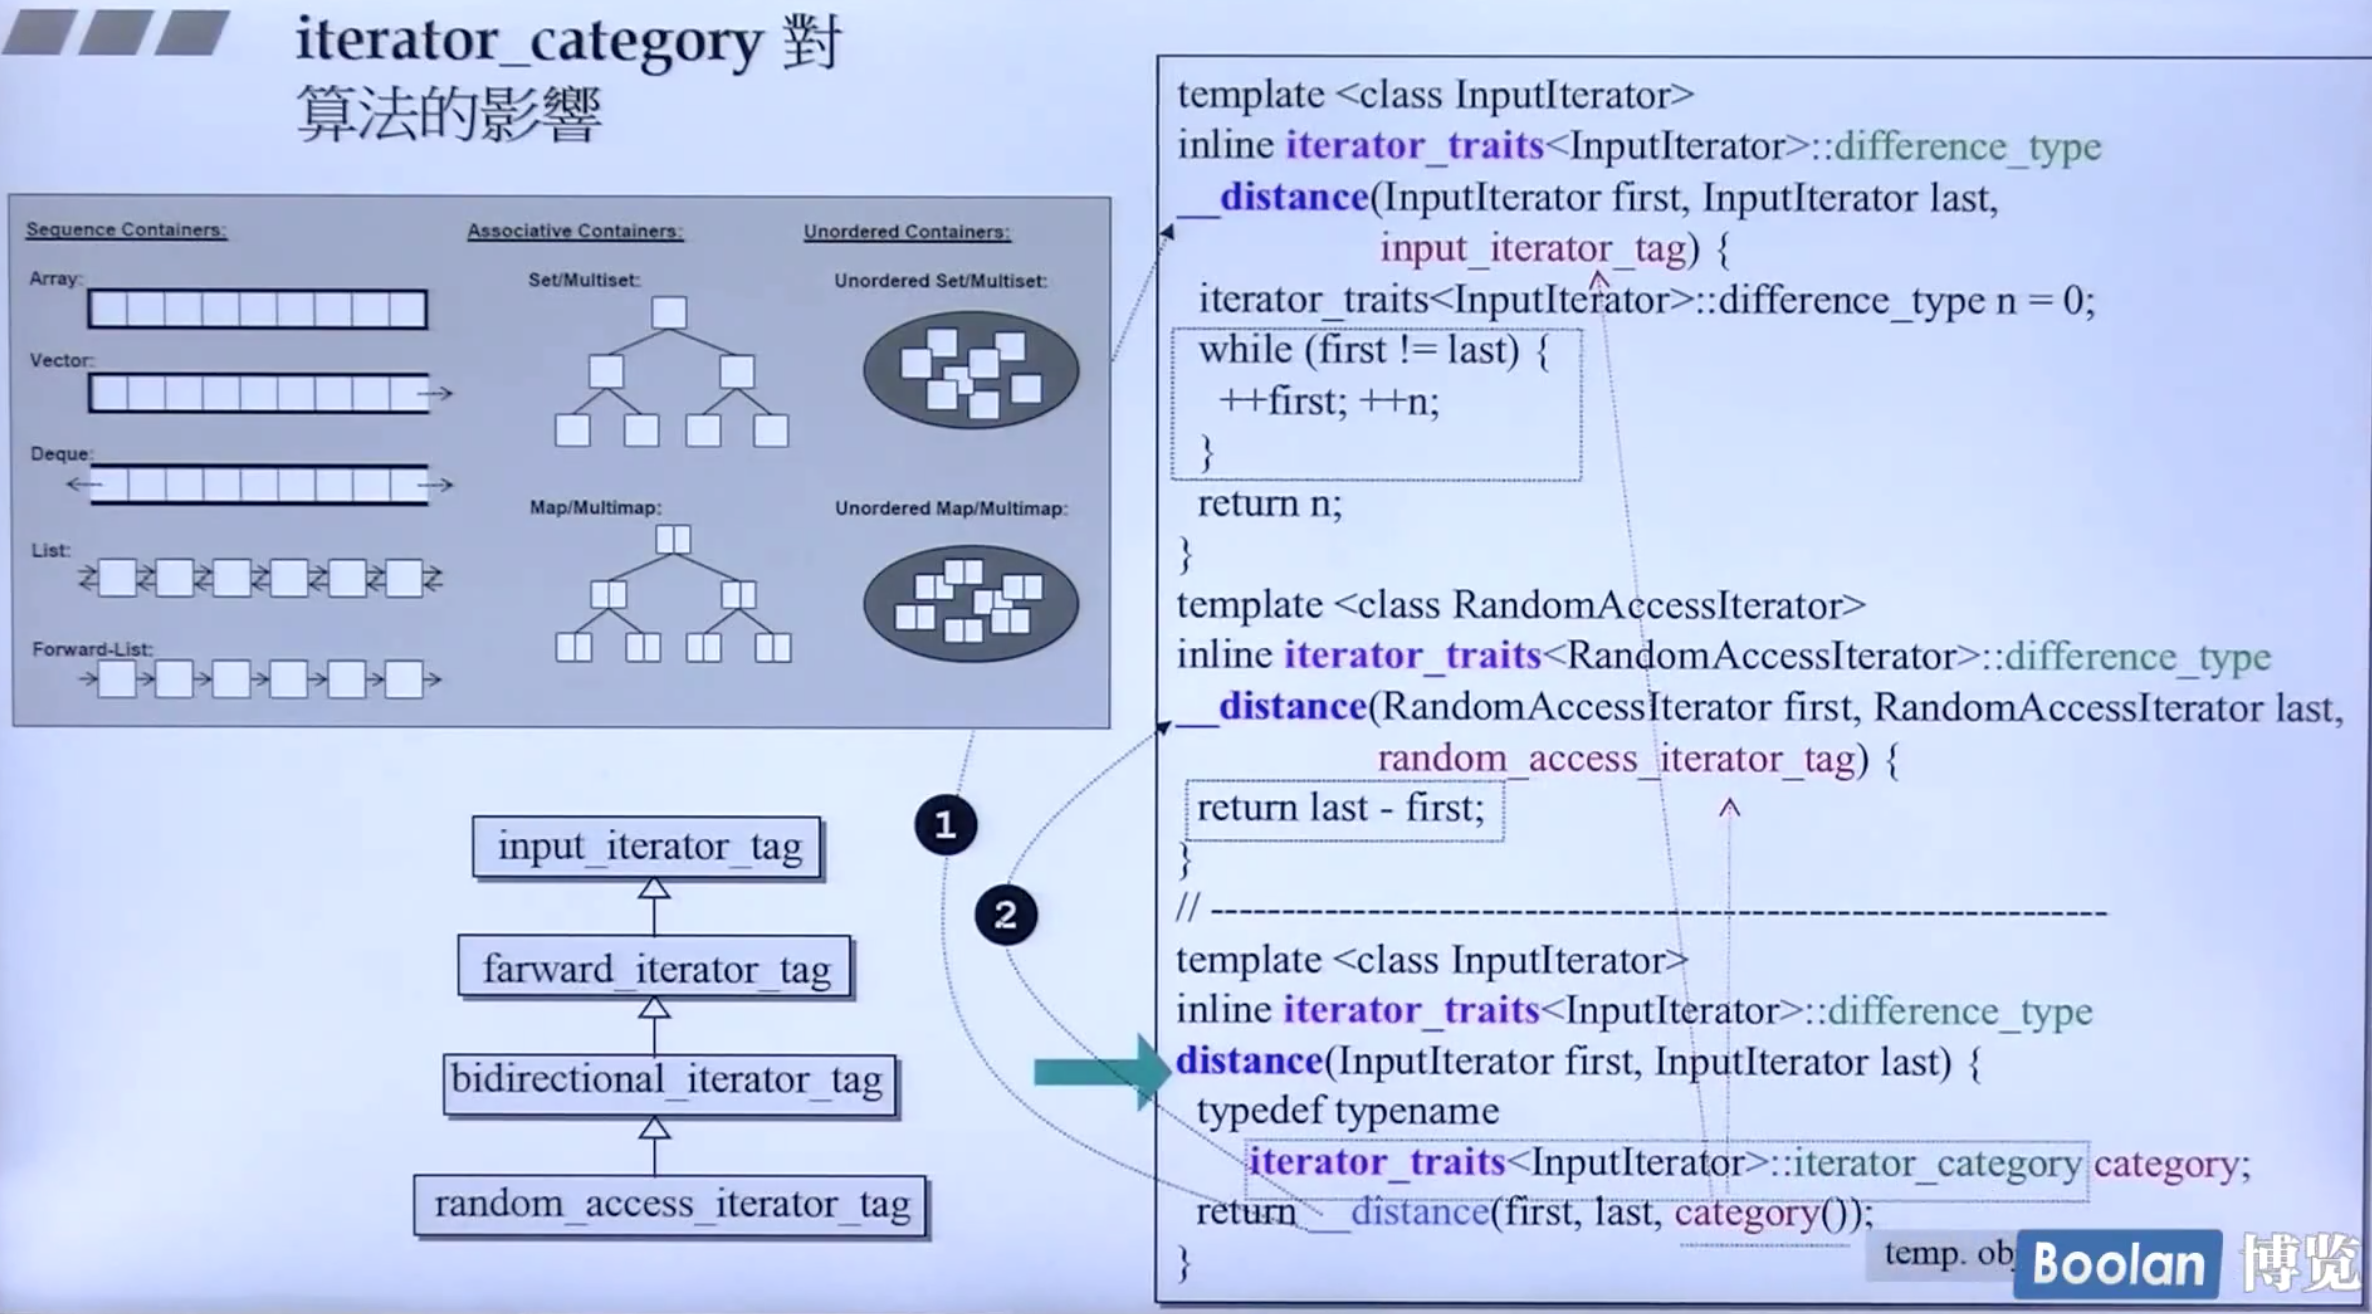 iterator_category 對
算法的影響
Sequence Containers:
Array:
Vector:
Deque:
List:
Forward-List:
Associative Containers:
Set/Multiset:
Map/Multimap:
Unordered Containers:
Unordered Set/Multiset:
Unordered Map/Multimap:
input_iterator_tag
farward_iterator_tag
bidirectional_iterator_tag
random_access_iterator_tag
1
2
template <class InputIterator>
inline iterator_traits<InputIterator>::difference_type
__distance(InputIterator first, InputIterator last,
input_iterator_tag) {
iterator_traits<InputIterator>::difference_type n = 0;
while (first != last) {
++first; ++n;
}
return n;
}
template <class RandomAccessIterator>
inline iterator_traits<RandomAccessIterator>::difference_type
__distance(RandomAccessIterator first, RandomAccessIterator last,
random_access_iterator_tag) {
return last - first;
}
// ----------------------------------------------------------------
template <class InputIterator>
inline iterator_traits<InputIterator>::difference_type
distance(InputIterator first, InputIterator last) {
typedef typename
iterator_traits<InputIterator>::iterator_category category;
return __distance(first, last, category());
}
temp. ob
Boolan 博览